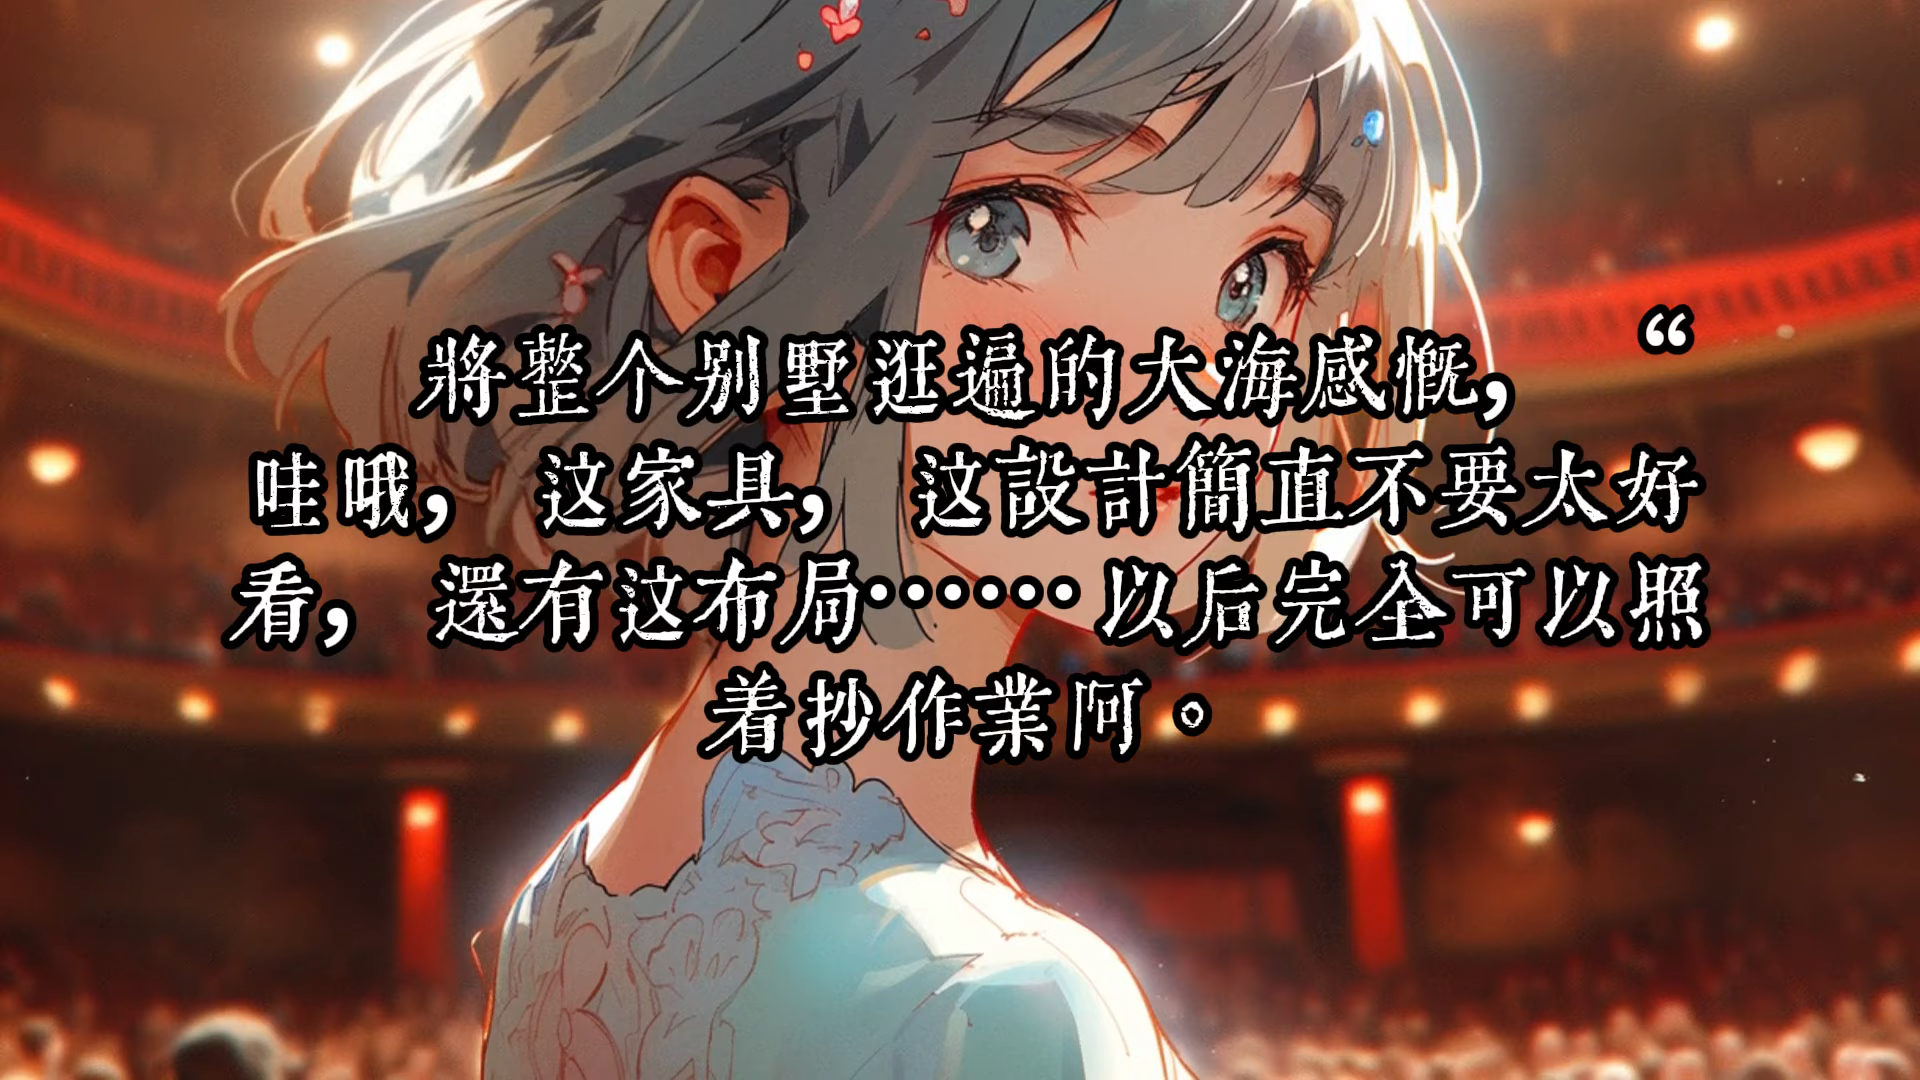 將整个别墅逛遍的大海感慨，“
哇哦，这家具，这設計簡直不要太好
看，還有这布局……以后完全可以照
着抄作業啊。